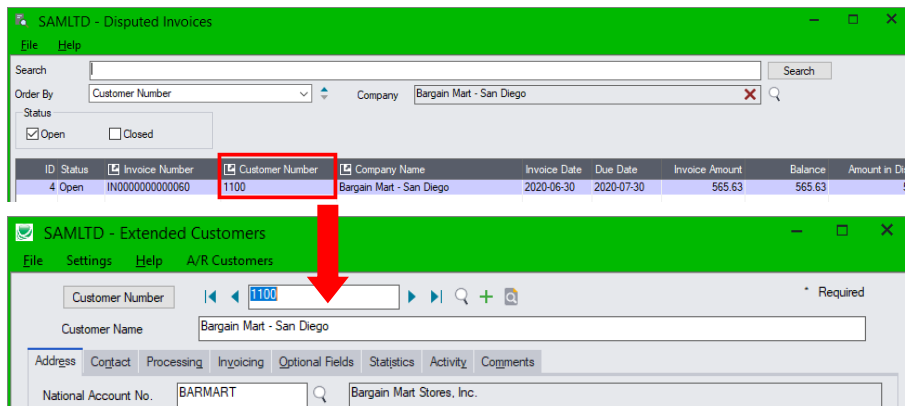 SAMLTD - Disputed Invoices
File Help
Search Search
Order By Customer Number Company Bargain Mart - San Diego
Status
Open Closed
ID Status Invoice Number Customer Number Company Name Invoice Date Due Date Invoice Amount Balance Amount in Di
4 Open IN0000000000060 1100 Bargain Mart - San Diego 2020-06-30 2020-07-30 565.63 565.63
SAMLTD - Extended Customers
File Settings Help A/R Customers
Customer Number 1100 * Required
Customer Name Bargain Mart - San Diego
Address Contact Processing Invoicing Optional Fields Statistics Activity Comments
National Account No. BARMART Bargain Mart Stores, Inc.